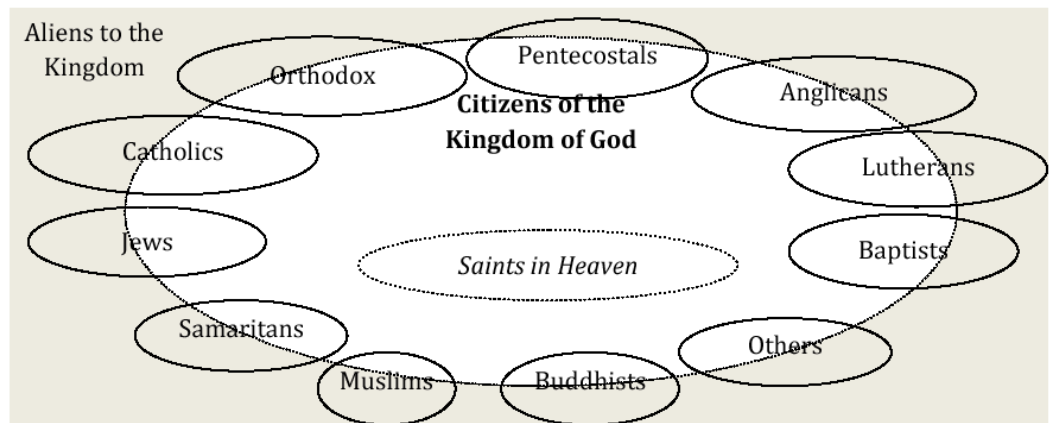 Aliens to the
Kingdom
Orthodox
Pentecostals
Anglicans
Citizens of the
Kingdom of God
Catholics
Lutherans
Jews
Baptists
Saints in Heaven
Samaritans
Others
Muslims
Buddhists